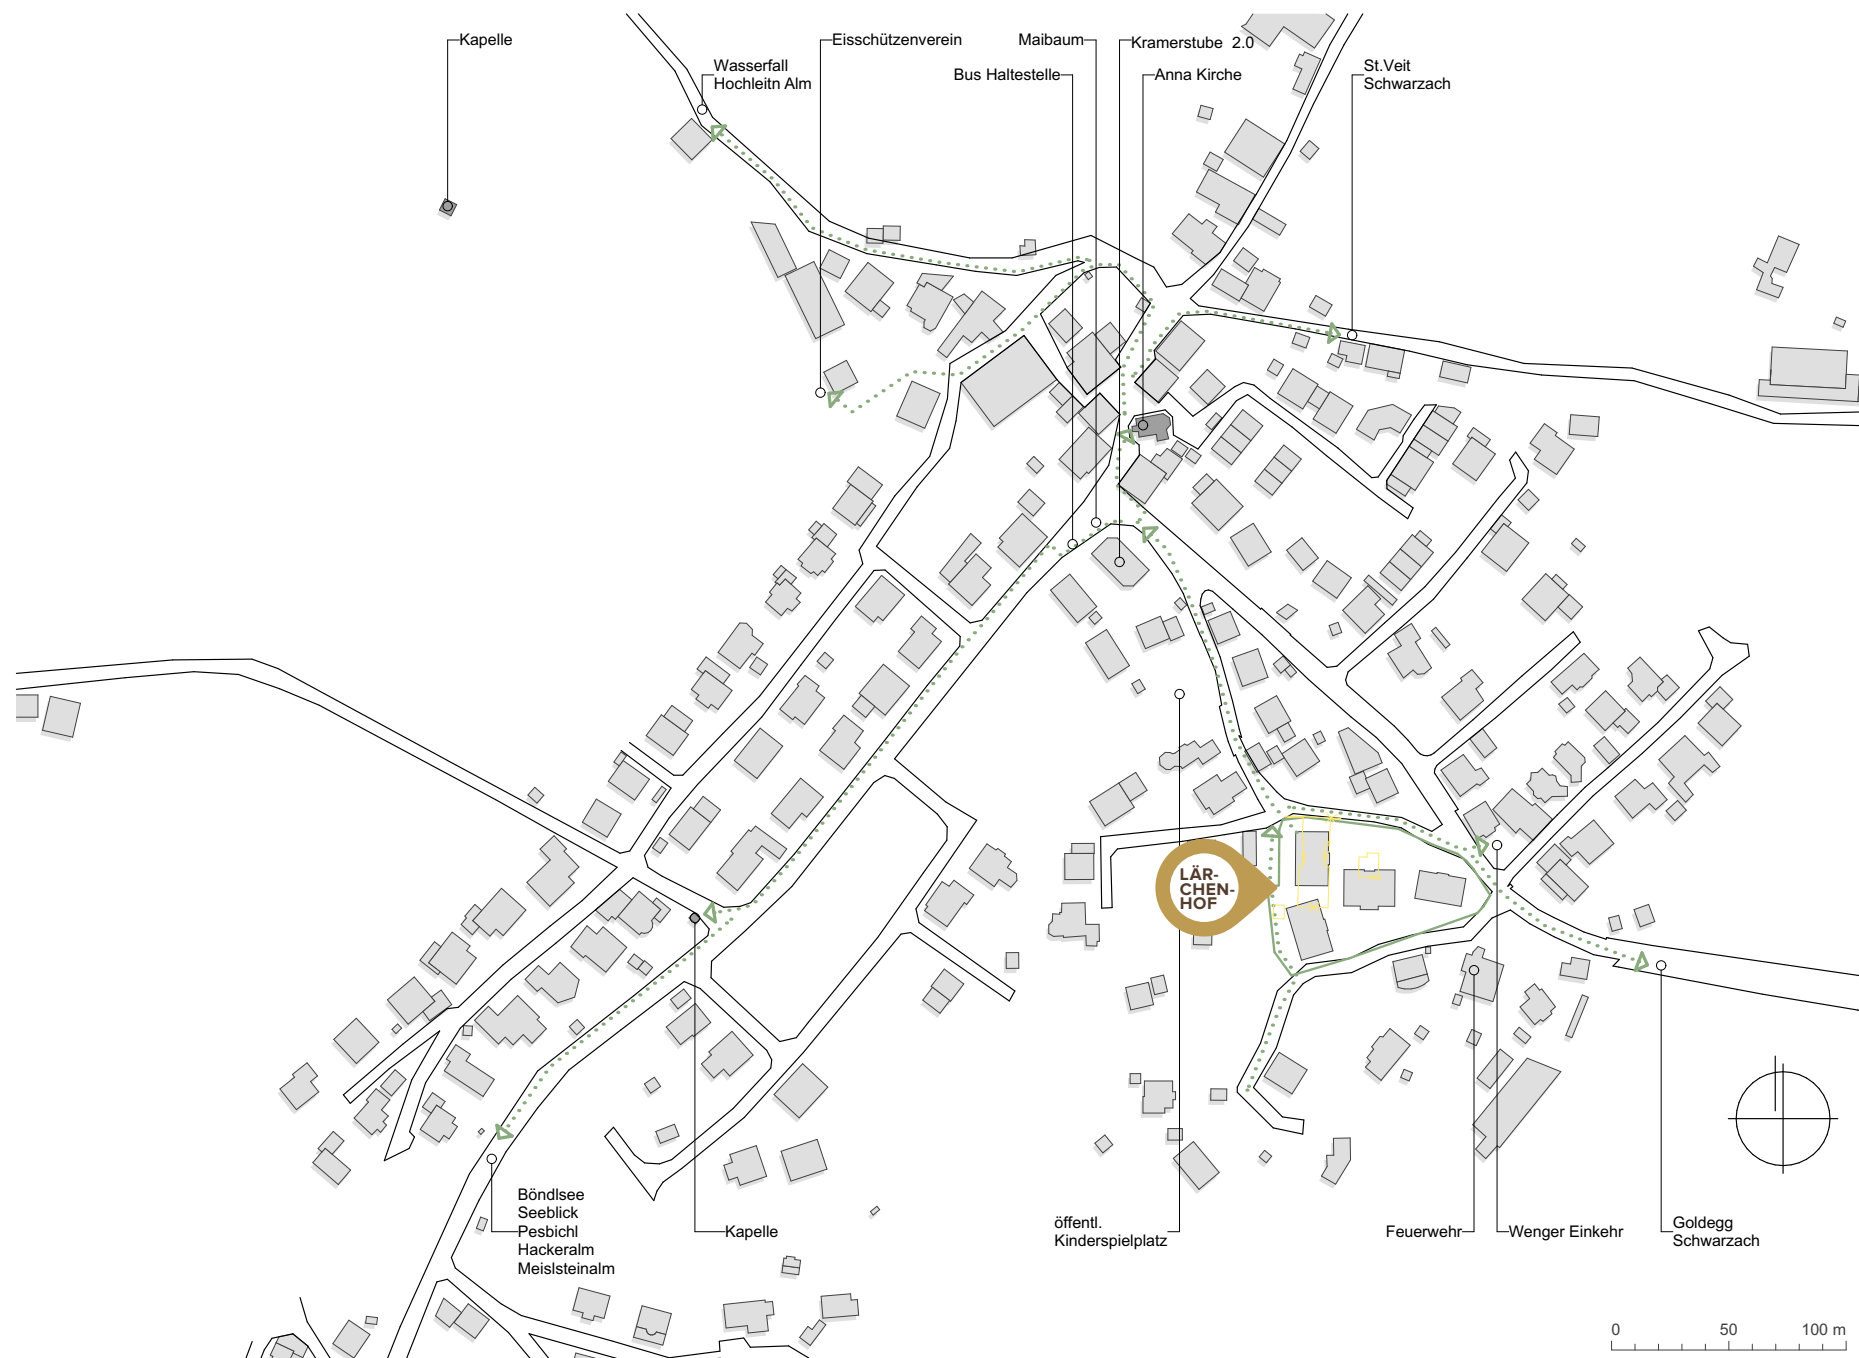 Kapelle
Wasserfall
Hochleitn Alm
Eisschützenverein
Maibaum
Bus Haltestelle
Kramerstube 2.0
Anna Kirche
St.Veit
Schwarzach
LÄR-
CHEN-
HOF
Böndlsee
Seeblick
Pesbichl
Hackeralm
Meislsteinalm
Kapelle
öffentl.
Kinderspielplatz
Feuerwehr
Wenger Einkehr
Goldegg
Schwarzach
0 50 100 m